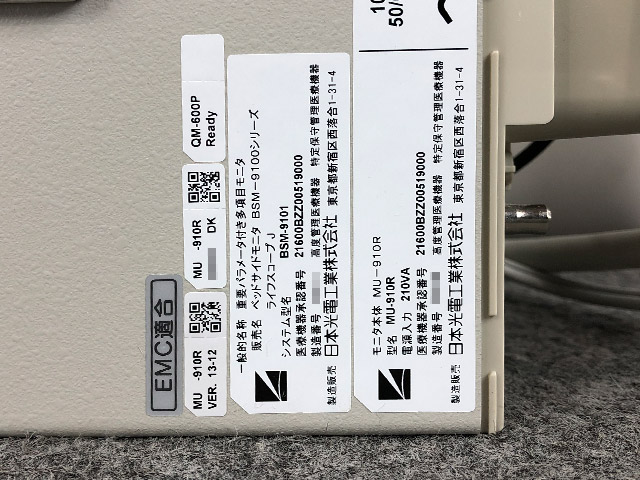 EMC適合
MU -910R
VER. 13-12
MU -910R
DK
QM-600P
Ready
一般的名称 重要パラメータ付き多項目モニタ
販売名 ベッドサイドモニタ BSM-9100シリーズ
ライフスコープ J
システム型名 BSM-9101
医療機器承認番号 21600BZZ00519000
製造番号 高度管理医療機器 特定保守管理医療機器
製造販売 日本光電工業株式会社 東京都新宿区西落合1-31-4
モニタ本体 MU-910R
型名 MU-910R
電源入力 210VA
医療機器承認番号 21600BZZ00519000
製造番号 高度管理医療機器 特定保守管理医療機器
製造販売 日本光電工業株式会社 東京都新宿区西落合1-31-4